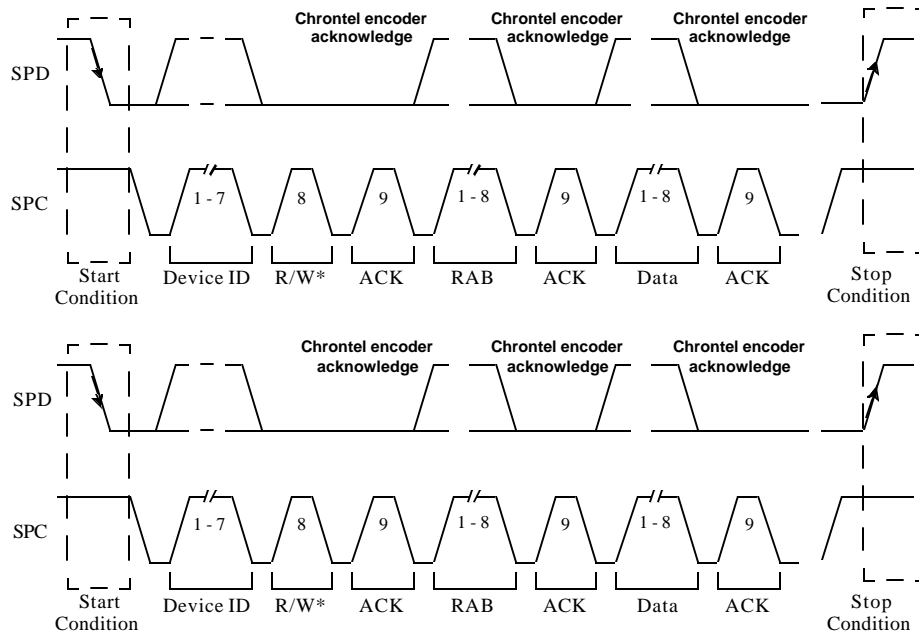 Chrontel encoder acknowledge Chrontel encoder acknowledge Chrontel encoder acknowledge
SPD
SPC 1 - 7 8 9 1 - 8 9 1 - 8 9
Start Condition Device ID R/W* ACK RAB ACK Data ACK Stop Condition
Chrontel encoder acknowledge Chrontel encoder acknowledge Chrontel encoder acknowledge
SPD
SPC 1 - 7 8 9 1 - 8 9 1 - 8 9
Start Condition Device ID R/W* ACK RAB ACK Data ACK Stop Condition